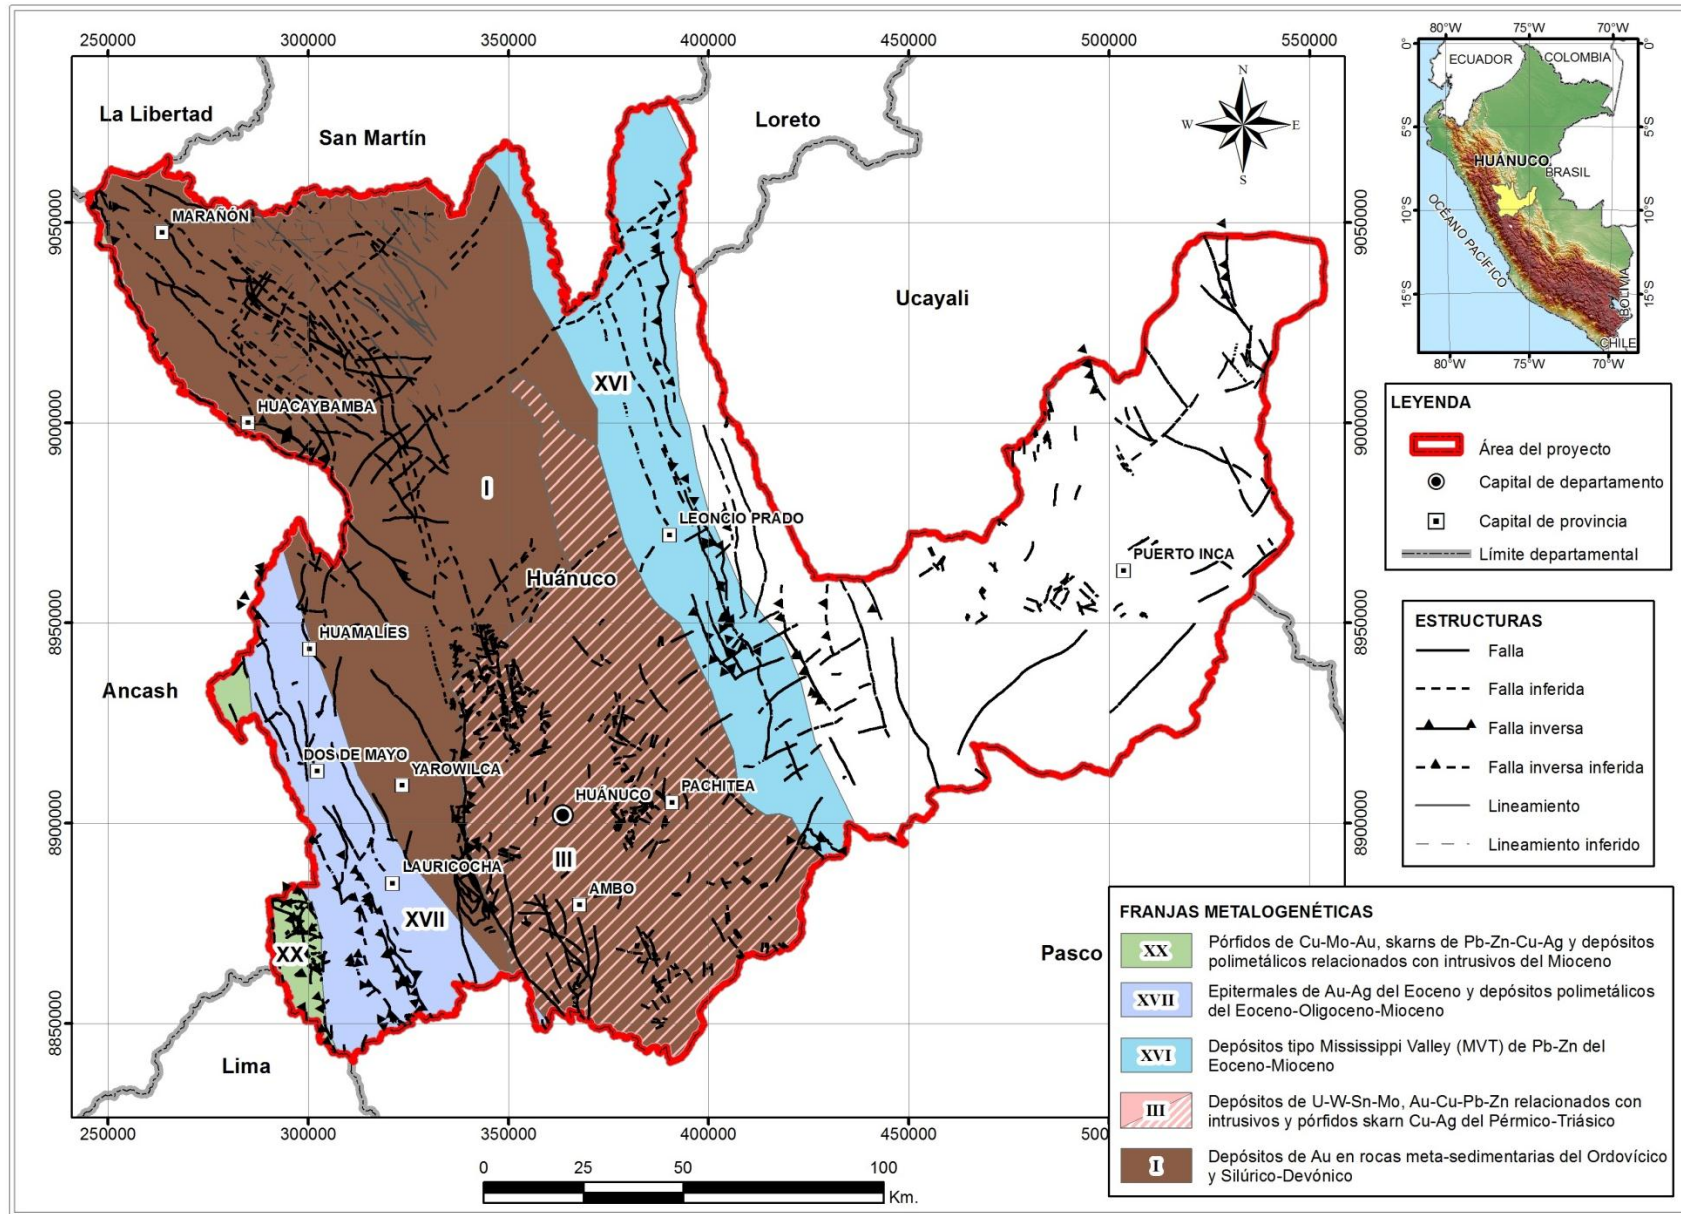 250000
300000
350000
400000
450000
500000
550000
9050000
9000000
8950000
8900000
8850000
9050000
9000000
8950000
8900000
La Libertad
San Martín
Loreto
Ucayali
Ancash
Lima
Pasco
N
W
E
S
MARAÑÓN
HUACAYBAMBA
XVI
I
LEONCIO PRADO
Huánuco
PUERTO INCA
HUAMALÍES
DOS DE MAYO
YAROWILCA
HUÁNUCO
PACHITEA
III
LAURICOCHA
AMBO
XVII
XX
250000
300000
350000
400000
450000
500
0
25
50
100
Km.
80°W
75°W
70°W
0°
0°
5°S
5°S
10°S
10°S
15°S
15°S
80°W
75°W
70°W
ECUADOR
COLOMBIA
HUÁNUCO
BRASIL
OCÉANO PACÍFICO
BOLIVIA
CHILE
LEYENDA
Área del proyecto
Capital de departamento
Capital de provincia
Límite departamental
ESTRUCTURAS
Falla
Falla inferida
Falla inversa
Falla inversa inferida
Lineamiento
Lineamiento inferido
FRANJAS METALOGENÉTICAS
XX
Pórfidos de Cu-Mo-Au, skarns de Pb-Zn-Cu-Ag y depósitos
polimetálicos relacionados con intrusivos del Mioceno
XVII
Epitermales de Au-Ag del Eoceno y depósitos polimetálicos
del Eoceno-Oligoceno-Mioceno
XVI
Depósitos tipo Mississippi Valley (MVT) de Pb-Zn del
Eoceno-Mioceno
III
Depósitos de U-W-Sn-Mo, Au-Cu-Pb-Zn relacionados con
intrusivos y pórfidos skarn Cu-Ag del Pérmico-Triásico
I
Depósitos de Au en rocas meta-sedimentarias del Ordovícico
y Silúrico-Devónico